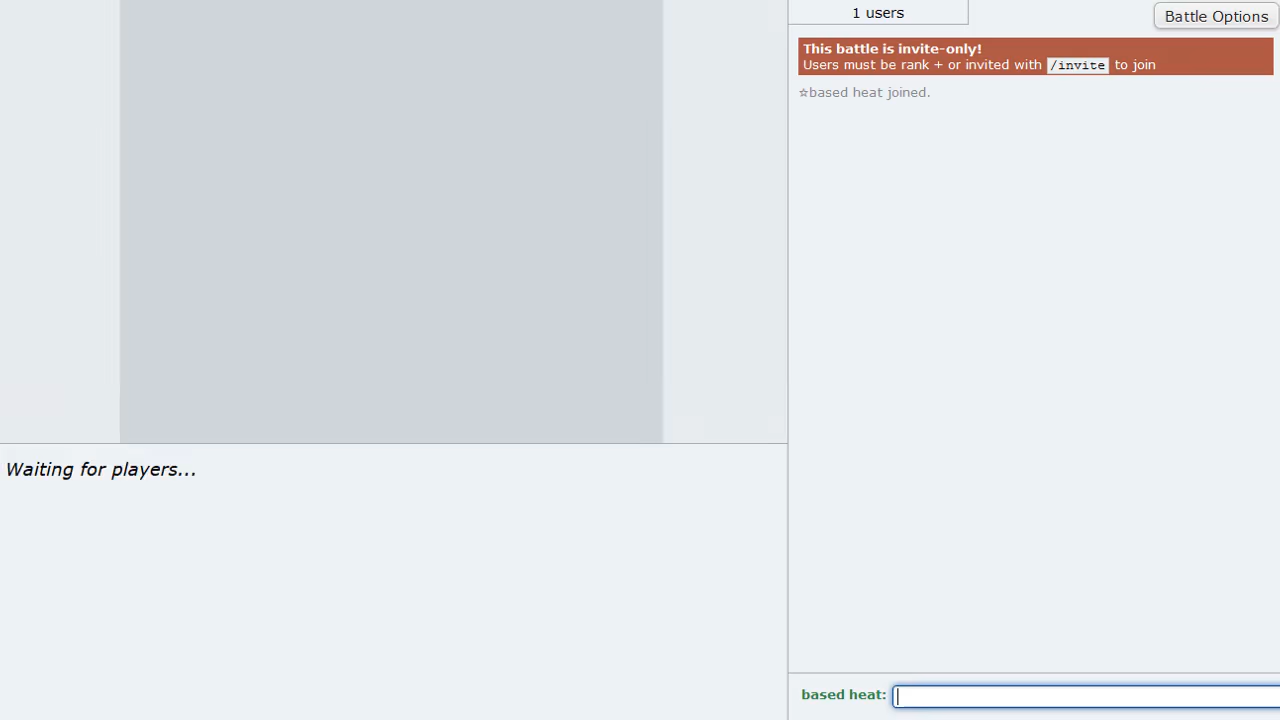 1 users
Battle Options
This battle is invite-only!
Users must be rank + or invited with /invite to join
☆based heat joined.
Waiting for players...
based heat: